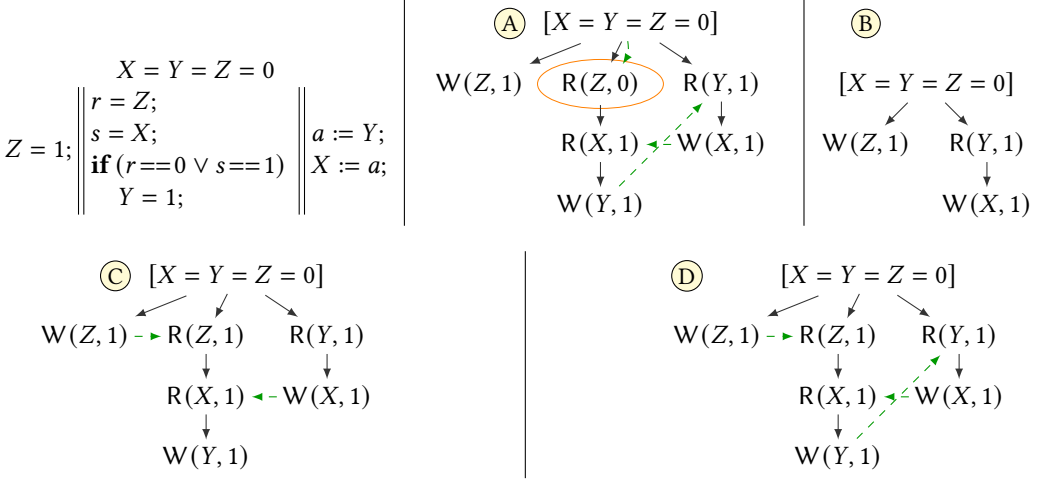 X = Y = Z = 0
Z = 1;
r = Z;
s = X;
if (r==0 ∨ s==1)
Y = 1;
a := Y;
X := a;
A [X = Y = Z = 0]
W(Z, 1) R(Z, 0) R(Y, 1)
R(X, 1) W(X, 1)
W(Y, 1)
B
[X = Y = Z = 0]
W(Z, 1) R(Y, 1)
W(X, 1)
C [X = Y = Z = 0]
W(Z, 1) R(Z, 1) R(Y, 1)
R(X, 1) W(X, 1)
W(Y, 1)
D [X = Y = Z = 0]
W(Z, 1) R(Z, 1) R(Y, 1)
R(X, 1) W(X, 1)
W(Y, 1)